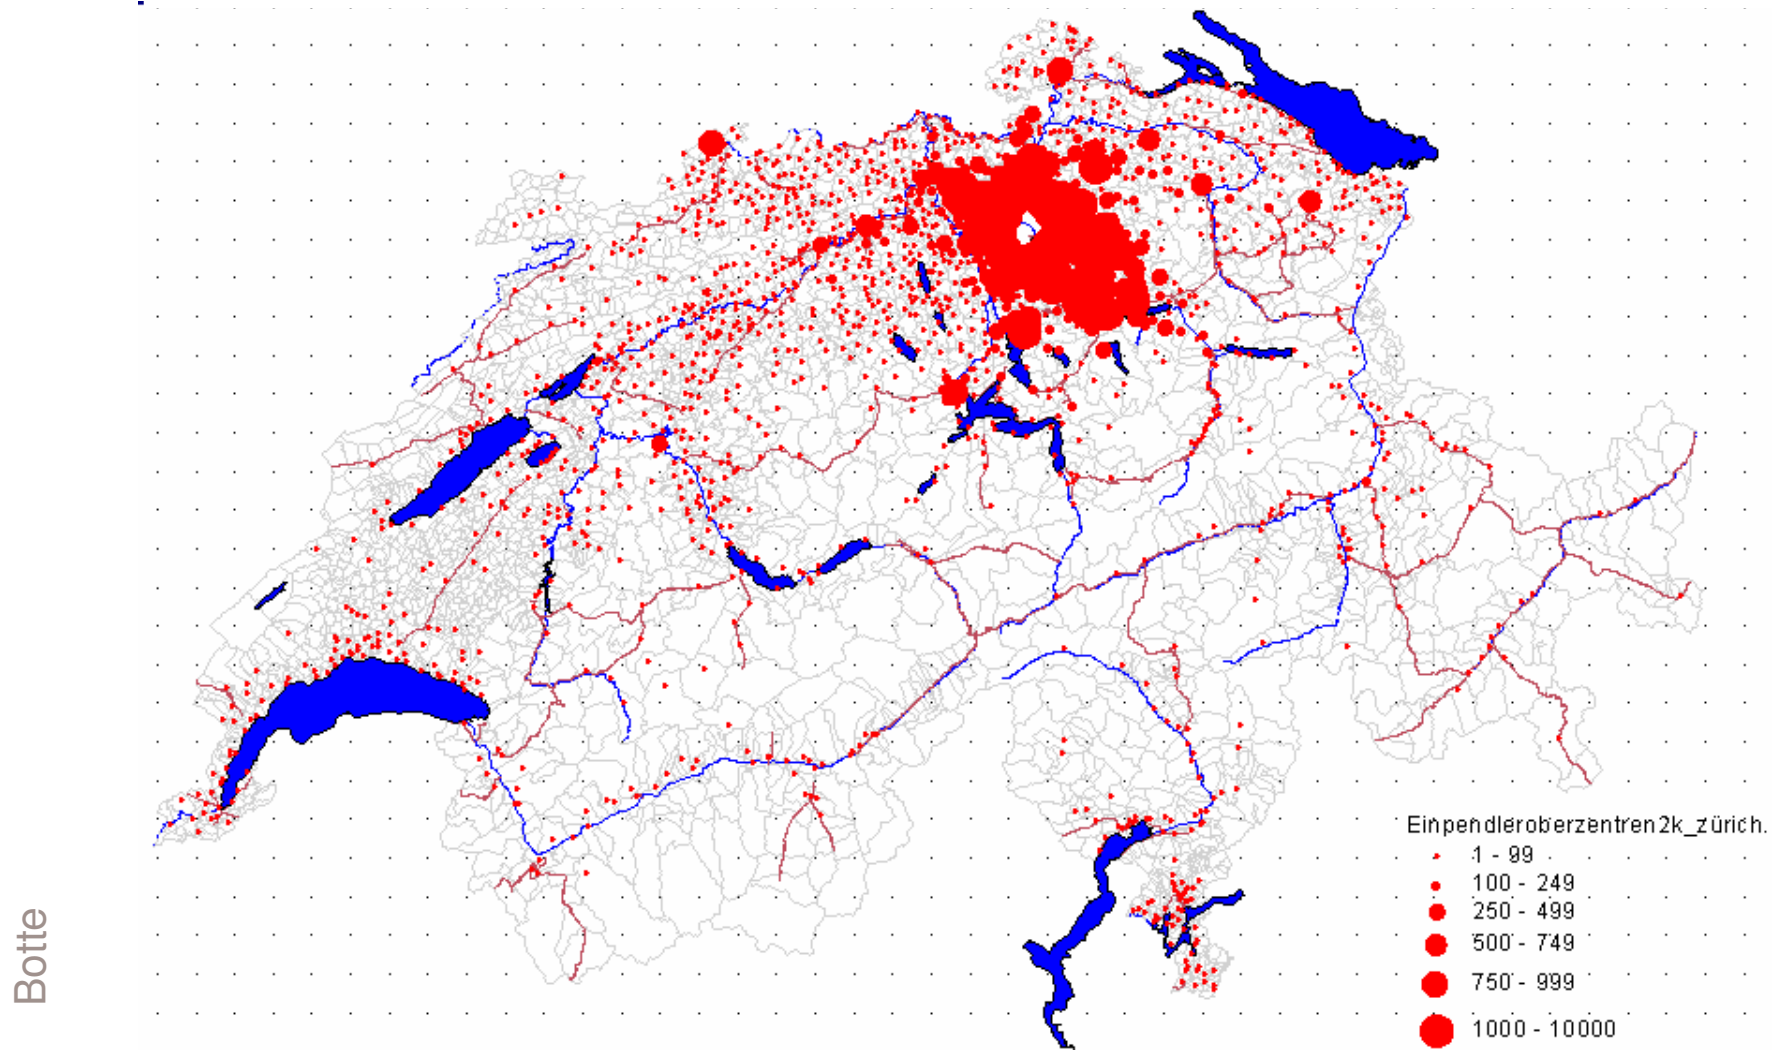 Einpendleroberzentren2k_zürich.
1 - 99
100 - 249
250 - 499
500 - 749
750 - 999
1000 - 10000
Botte